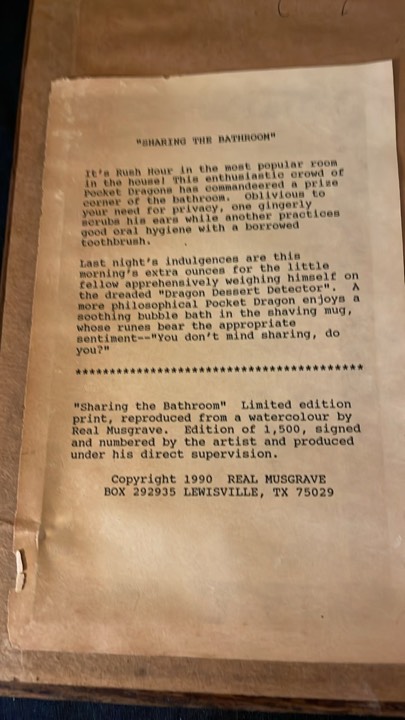 "SHARING THE BATHROOM"
It's Rush Hour in the most popular room
in the house! This enthusiastic crowd of
Pocket Dragons has commandeered a prize
corner of the bathroom. Oblivious to
your need for privacy, one gingerly
scrubs his ears while another practices
good oral hygiene with a borrowed
toothbrush.
Last night's indulgences are this
morning's extra ounces for the little
fellow apprehensively weighing himself on
the dreaded "Dragon Dessert Detector". A
more philosophical Pocket Dragon enjoys a
soothing bubble bath in the shaving mug,
whose runes bear the appropriate
sentiment--"You don't mind sharing, do
you?"
******************************************
"Sharing the Bathroom" Limited edition
print, reproduced from a watercolour by
Real Musgrave. Edition of 1,500, signed
and numbered by the artist and produced
under his direct supervision.
Copyright 1990 REAL MUSGRAVE
BOX 292935 LEWISVILLE, TX 75029